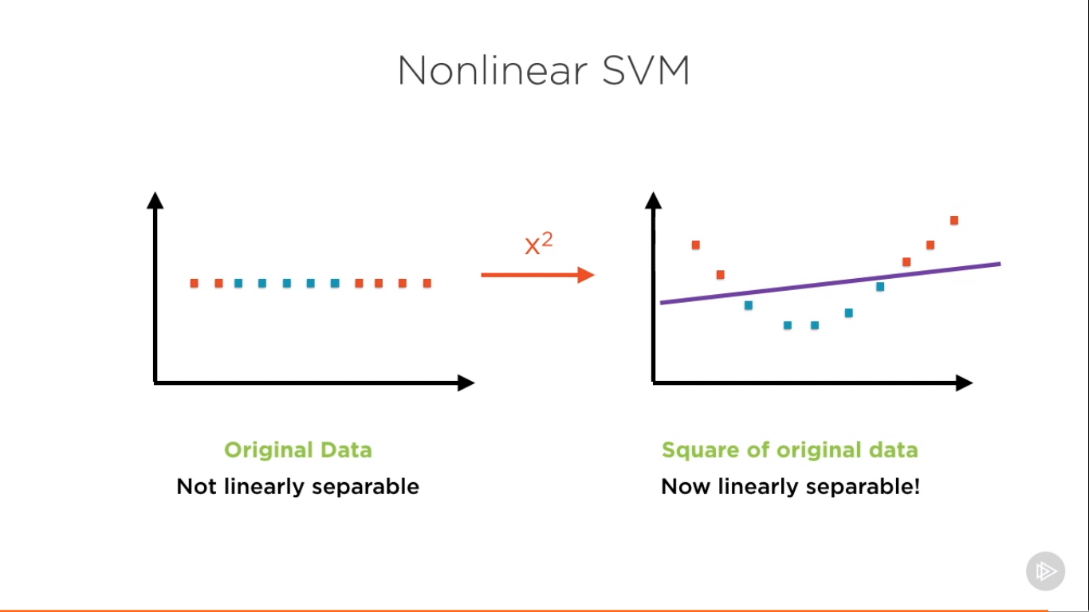 Nonlinear SVM
x²
Original Data
Not linearly separable
Square of original data
Now linearly separable!